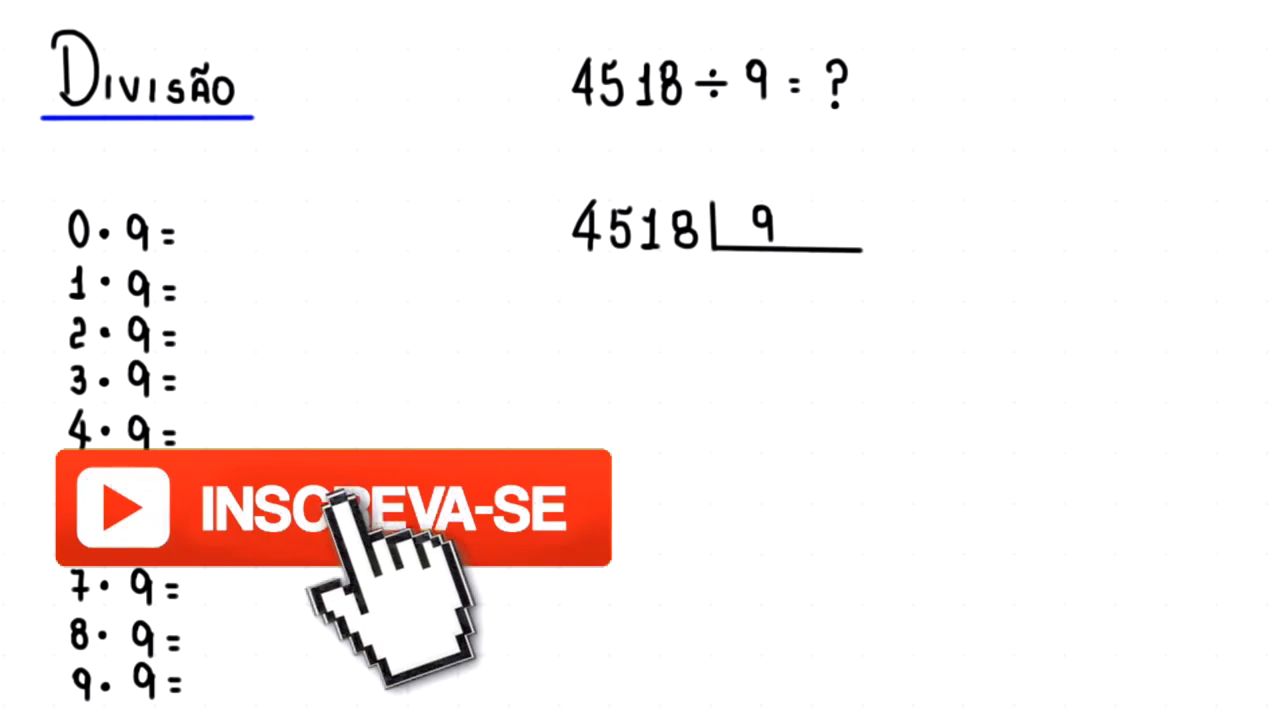 Divisão
4518 ÷ 9 = ?
4518 9
0 · 9 =
1 · 9 =
2 · 9 =
3 · 9 =
4 · 9 =
INSCREVA-SE
7 · 9 =
8 · 9 =
9 · 9 =